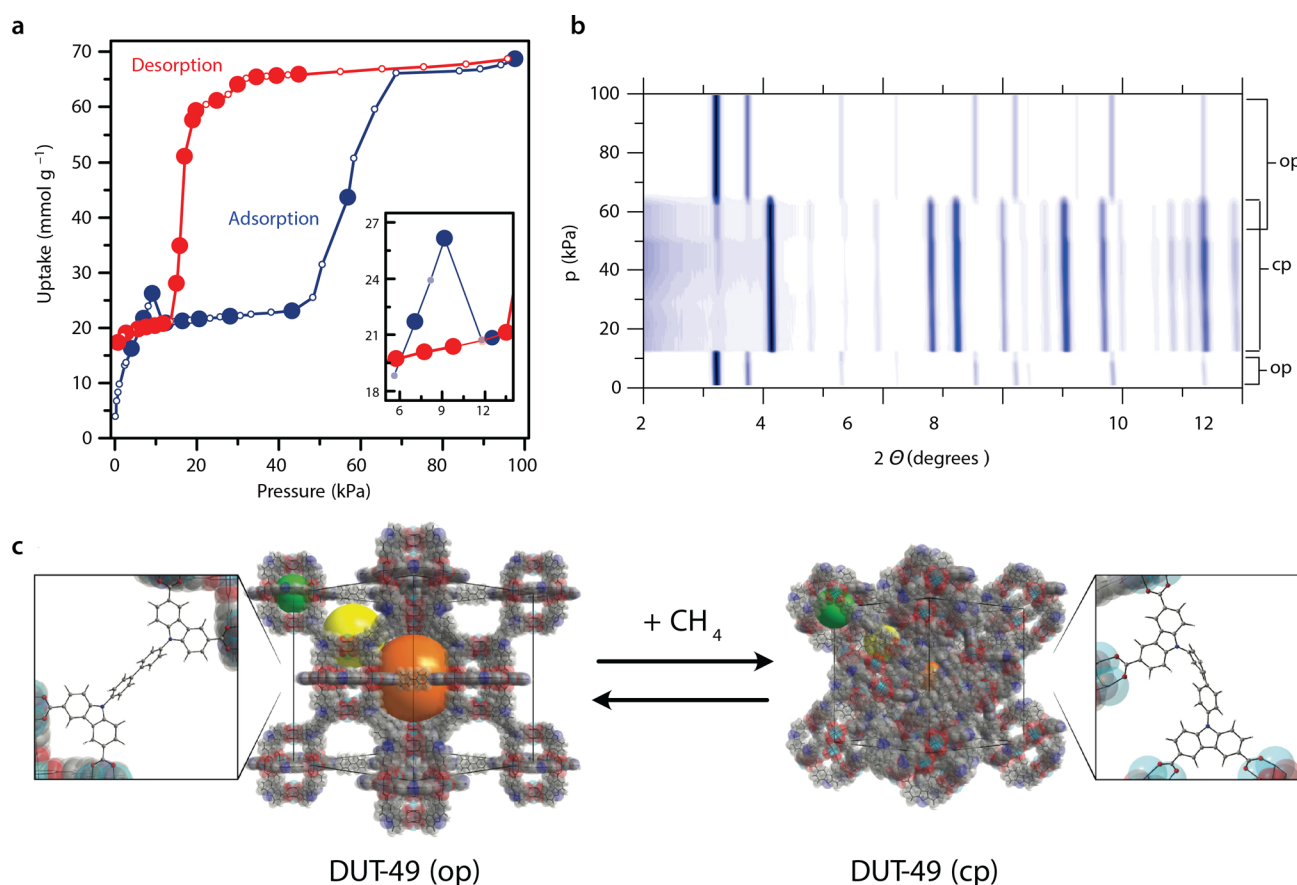 a
70
60
50
40
30
20
10
0
Uptake (mmol g⁻¹)
Desorption
Adsorption
27
24
21
18
6
9
12
0
20
40
60
80
100
Pressure (kPa)
b
100
80
60
40
20
0
p (kPa)
op
cp
op
2
4
6
8
10
12
2 Θ (degrees )
c
+ CH₄
DUT-49 (op)
DUT-49 (cp)